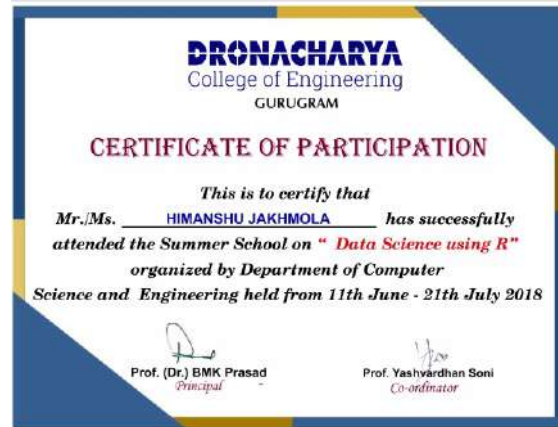 DRONACHARYA
College of Engineering
GURUGRAM
CERTIFICATE OF PARTICIPATION
This is to certify that
Mr./Ms. HIMANSHU JAKHMOLA has successfully
attended the Summer School on “ Data Science using R”
organized by Department of Computer
Science and Engineering held from 11th June - 21th July 2018
Prof. (Dr.) BMK Prasad Prof. Yashvardhan Soni
Principal Co-ordinator